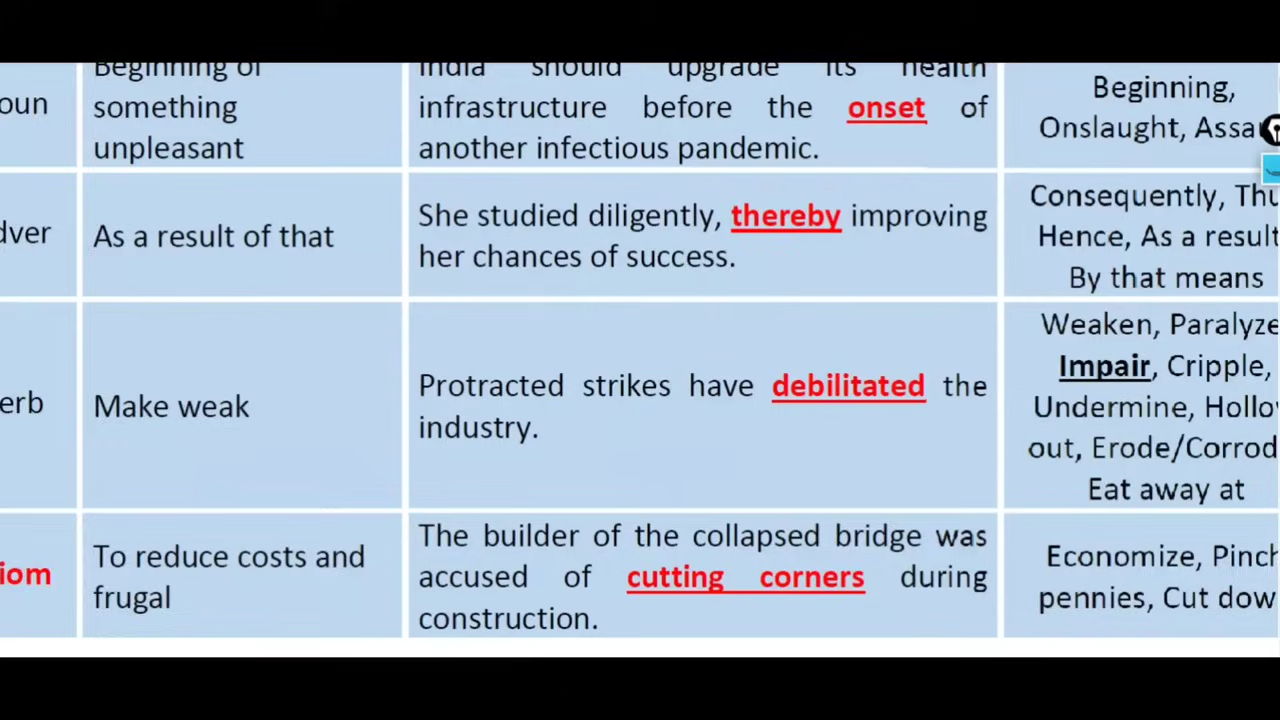 Beginning of
something
unpleasant
India should upgrade its health
infrastructure before the onset of
another infectious pandemic.
Beginning,
Onslaught,
As a result of that
She studied diligently, thereby improving
her chances of success.
Consequently,
Hence, As a result
By that means
Make weak
Protracted strikes have debilitated the
industry.
Weaken, Paralyze
Impair, Cripple,
Undermine,
out,
Eat away at
To reduce costs and
frugal
The builder of the collapsed bridge was
accused of cutting corners during
construction.
Economize,
pennies, Cut